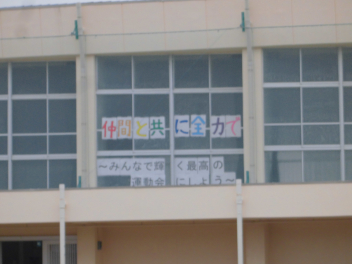 仲間と共に全力で
～みんなで輝く最高の
運動会にしよう～